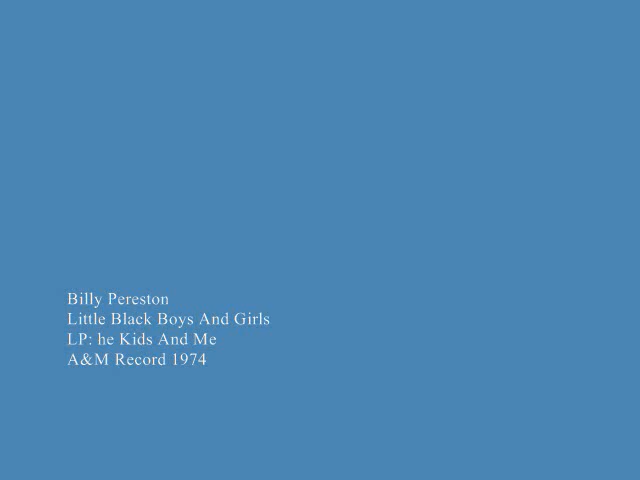 Billy Pereston
Little Black Boys And Girls
LP: he Kids And Me
A&M Record 1974